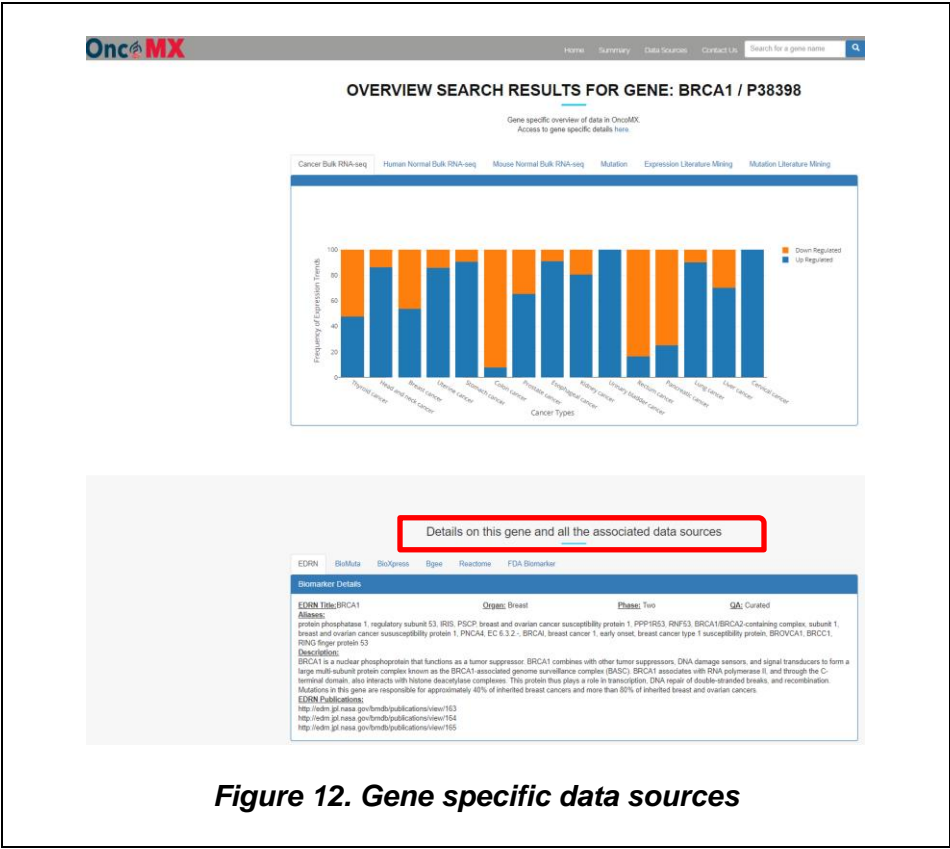 OncoMX
Home Summary Data Sources Contact Us Search for a gene name
OVERVIEW SEARCH RESULTS FOR GENE: BRCA1 / P38398
Gene specific overview of data in OncoMX.
Access to gene specific details here.
Cancer Bulk RNA-seq Human Normal Bulk RNA-seq Mouse Normal Bulk RNA-seq Mutation Expression Literature Mining Mutation Literature Mining
Down Regulated
Up Regulated
Frequency of Expression Trends
100
80
60
40
20
0
Thyroid cancer
Head and neck cancer
Breast cancer
Uterine cancer
Stomach cancer
Colon cancer
Prostate cancer
Esophageal cancer
Kidney cancer
Urinary bladder cancer
Rectum cancer
Pancreatic cancer
Lung cancer
Liver cancer
Cervical cancer
Cancer Types
Details on this gene and all the associated data sources
EDRN BioMuta BioXpress Bgee Reactome FDA Biomarker
Biomarker Details
EDRN Title:BRCA1 Organ: Breast Phase: Two QA: Curated
Aliases:
protein phosphatase 1, regulatory subunit 53, IRIS, PSCP, breast and ovarian cancer susceptibility protein 1, PPP1R53, RNF53, BRCA1/BRCA2-containing complex, subunit 1,
breast and ovarian cancer sususceptibility protein 1, PNCA4, EC 6.3.2.-, BRCAI, breast cancer 1, early onset, breast cancer type 1 susceptibility protein, BROVCA1, BRCC1,
RING finger protein 53
Description:
BRCA1 is a nuclear phosphoprotein that functions as a tumor suppressor. BRCA1 combines with other tumor suppressors, DNA damage sensors, and signal transducers to form a
large multi-subunit protein complex known as the BRCA1-associated genome surveillance complex (BASC). BRCA1 associates with RNA polymerase II, and through the C-
terminal domain, also interacts with histone deacetylase complexes. This protein thus plays a role in transcription, DNA repair of double-stranded breaks, and recombination.
Mutations in this gene are responsible for approximately 40% of inherited breast cancers and more than 80% of inherited breast and ovarian cancers.
EDRN Publications:
http://edrn.jpl.nasa.gov/bmdb/publications/view/163
http://edrn.jpl.nasa.gov/bmdb/publications/view/164
http://edrn.jpl.nasa.gov/bmdb/publications/view/165
Figure 12. Gene specific data sources